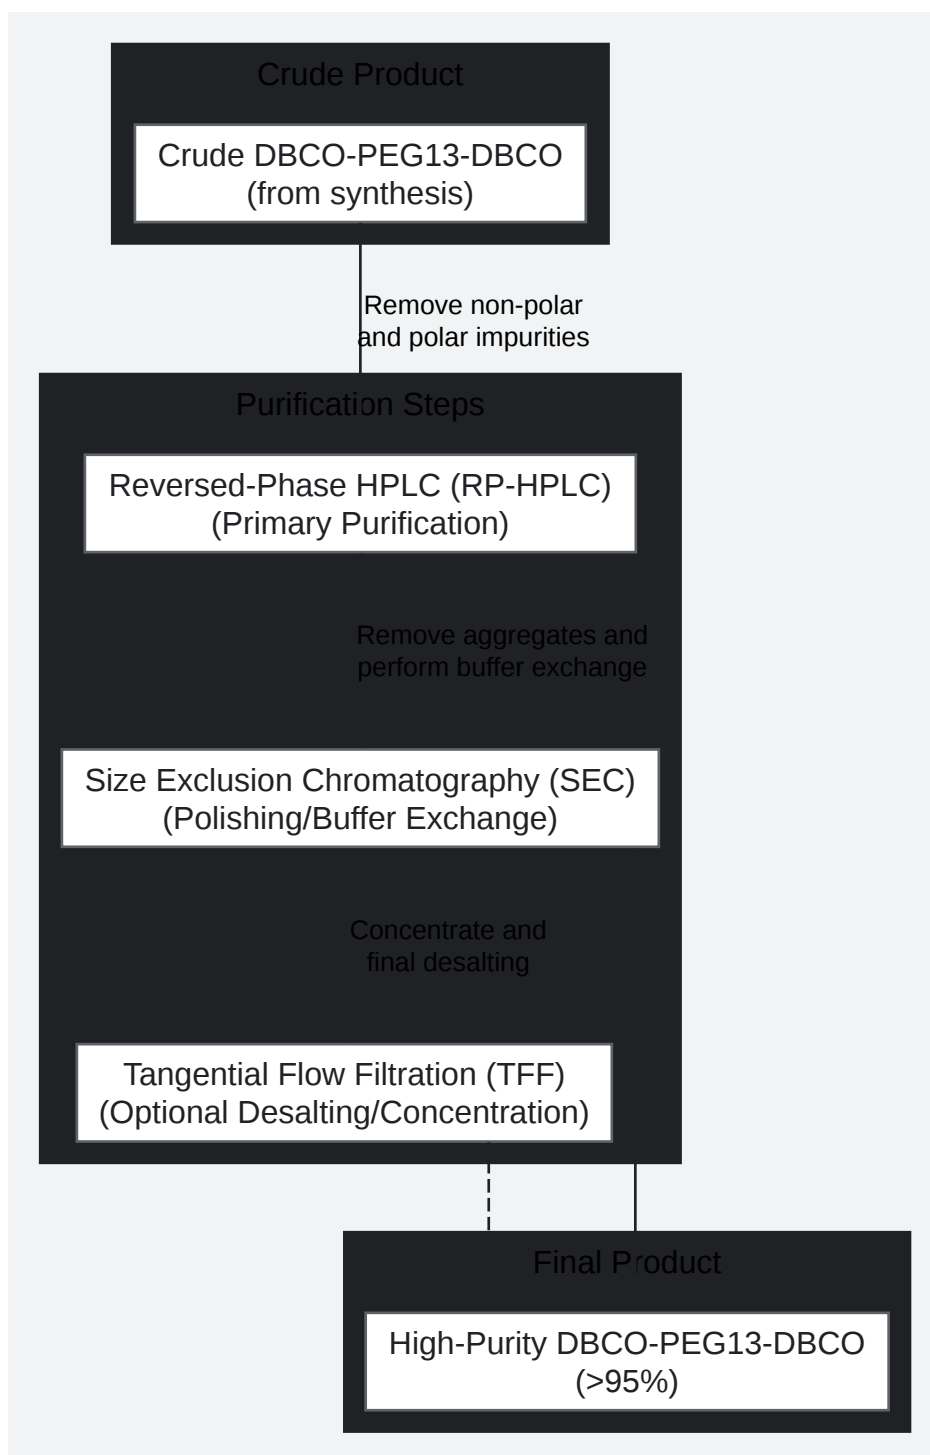 Crude Product
Crude DBCO-PEG13-DBCO
(from synthesis)
Remove non-polar
and polar impurities
Purification Steps
Reversed-Phase HPLC (RP-HPLC)
(Primary Purification)
Remove aggregates and
perform buffer exchange
Size Exclusion Chromatography (SEC)
(Polishing/Buffer Exchange)
Concentrate and
final desalting
Tangential Flow Filtration (TFF)
(Optional Desalting/Concentration)
Final Product
High-Purity DBCO-PEG13-DBCO
(>95%)